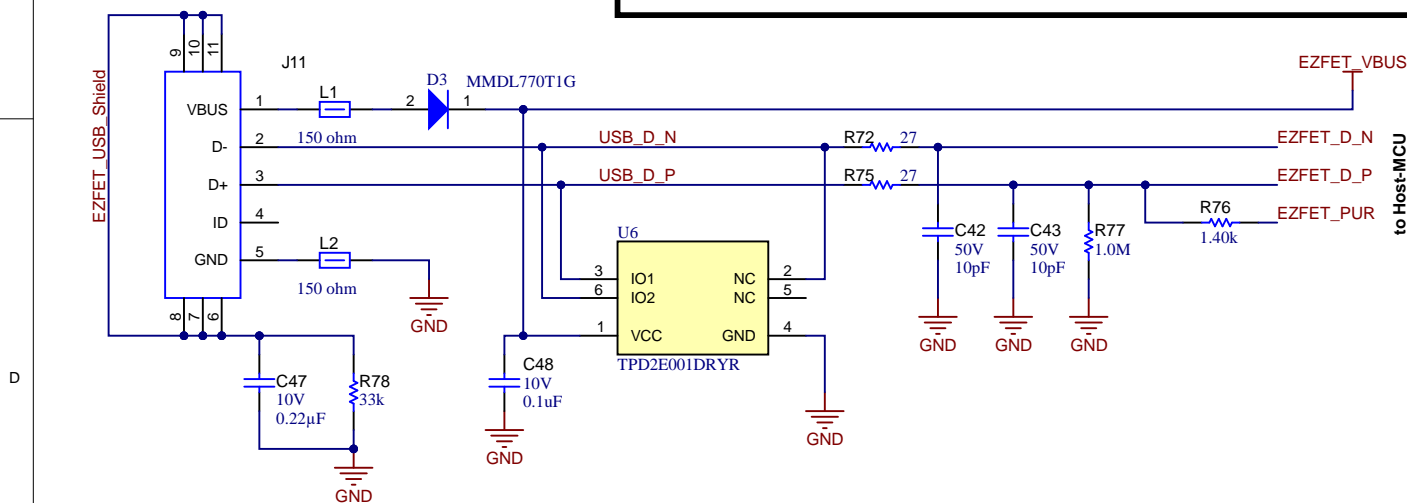 9
10
11
J11
EZFET_USB_Shield
VBUS
1
L1
150 ohm
2
D3
MMDL770T1G
1
EZFET_VBUS
D-
2
USB_D_N
R72
27
EZFET_D_N
D+
3
USB_D_P
R75
27
EZFET_D_P
to Host-MCU
ID
4
R76
1.40k
EZFET_PUR
GND
5
L2
150 ohm
GND
8
7
6
U6
3
IO1
NC
2
6
IO2
NC
5
1
VCC
GND
4
TPD2E001DRYR
C42
50V
10pF
GND
C43
50V
10pF
GND
R77
1.0M
GND
D
C47
10V
0.22µF
R78
33k
GND
C48
10V
0.1uF
GND
GND